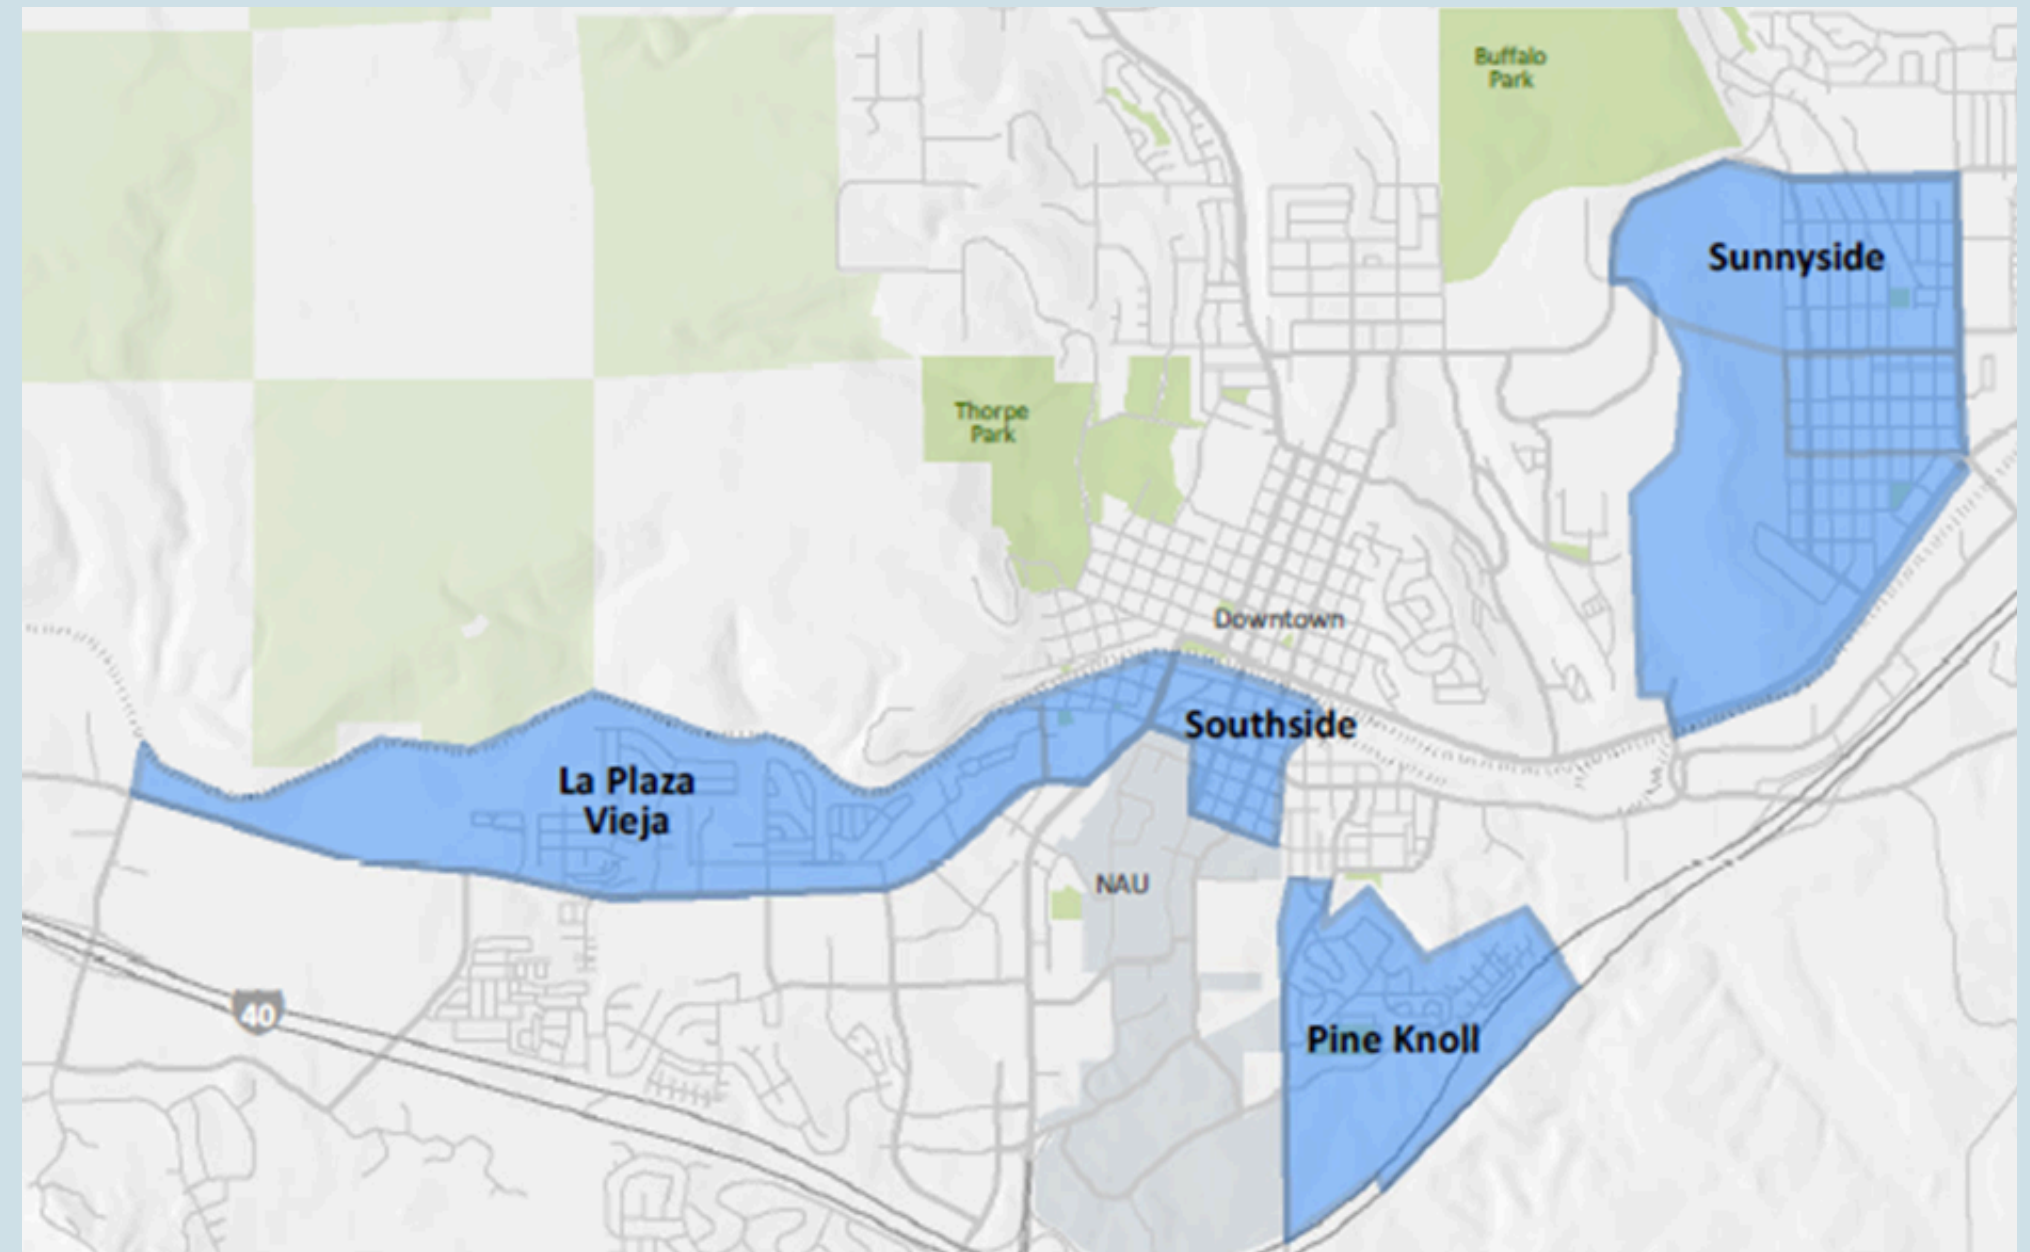 Buffalo
Park
Sunnyside
Thorpe
Park
Downtown
Southside
La Plaza
Vieja
NAU
40
Pine Knoll